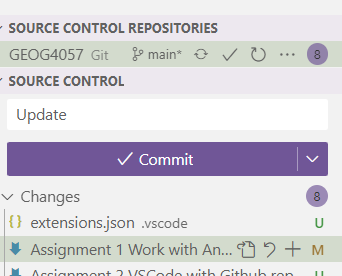 SOURCE CONTROL REPOSITORIES
GEOG4057 Git main* 8
SOURCE CONTROL
Update
Commit
Changes 8
{} extensions.json .vscode U
Assignment 1 Work with An... M
Assignment 2 VSCode with Github rep U